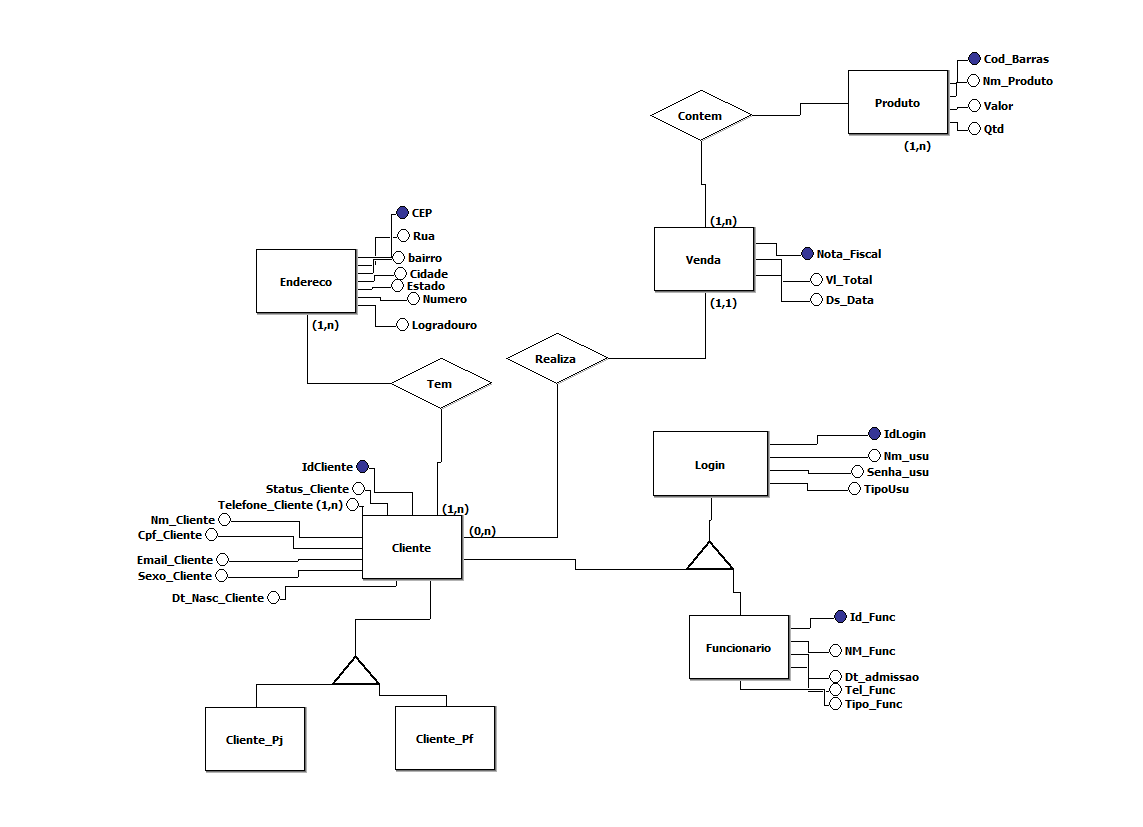 Cod_Barras
Nm_Produto
Produto
Valor
Contem
Qtd
(1,n)
CEP
(1,n)
Rua
Nota_Fiscal
bairro
Venda
Cidade
Endereco
Vl_Total
Estado
Numero
Ds_Data
(1,1)
Logradouro
(1,n)
Realiza
Tem
IdLogin
Nm_usu
Login
IdCliente
Senha_usu
Status_Cliente
TipoUsu
Telefone_Cliente (1,n)
(1,n)
Nm_Cliente
(0,n)
Cpf_Cliente
Cliente
Email_Cliente
Sexo_Cliente
Dt_Nasc_Cliente
Id_Func
Funcionario
NM_Func
Dt_admissao
Tel_Func
Tipo_Func
Cliente_Pj
Cliente_Pf